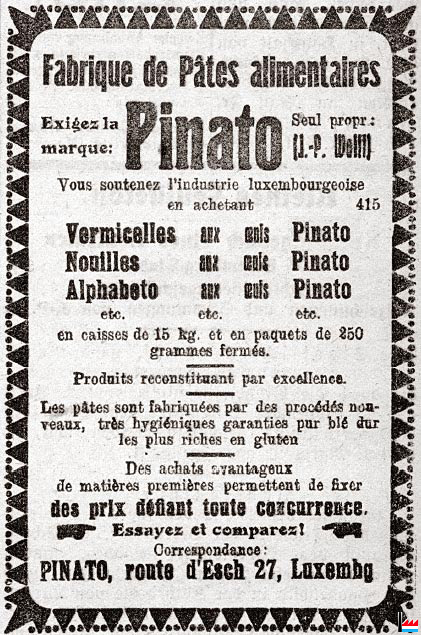 Fabrique de Pâtes alimentaires
Exigez la marque: Pinato Seul propr:
(J.-P. Wolff)
Vous soutenez l'industrie luxembourgeoise
en achetant 415
Vermicelles aux œufs Pinato
Nouilles aux œufs Pinato
Alphabeto aux œufs Pinato
etc. etc. etc.
en caisses de 15 kg. et en paquets de 250
grammes fermés.
Produits reconstituant par excellence.
Les pâtes sont fabriquées par des procédés nou-
veaux, très hygiéniques garanties pur blé dur
les plus riches en gluten
Des achats avantageux
de matières premières permettent de fixer
des prix défiant toute concurrence.
Essayez et comparez!
Correspondance:
PINATO, route d'Esch 27, Luxembg